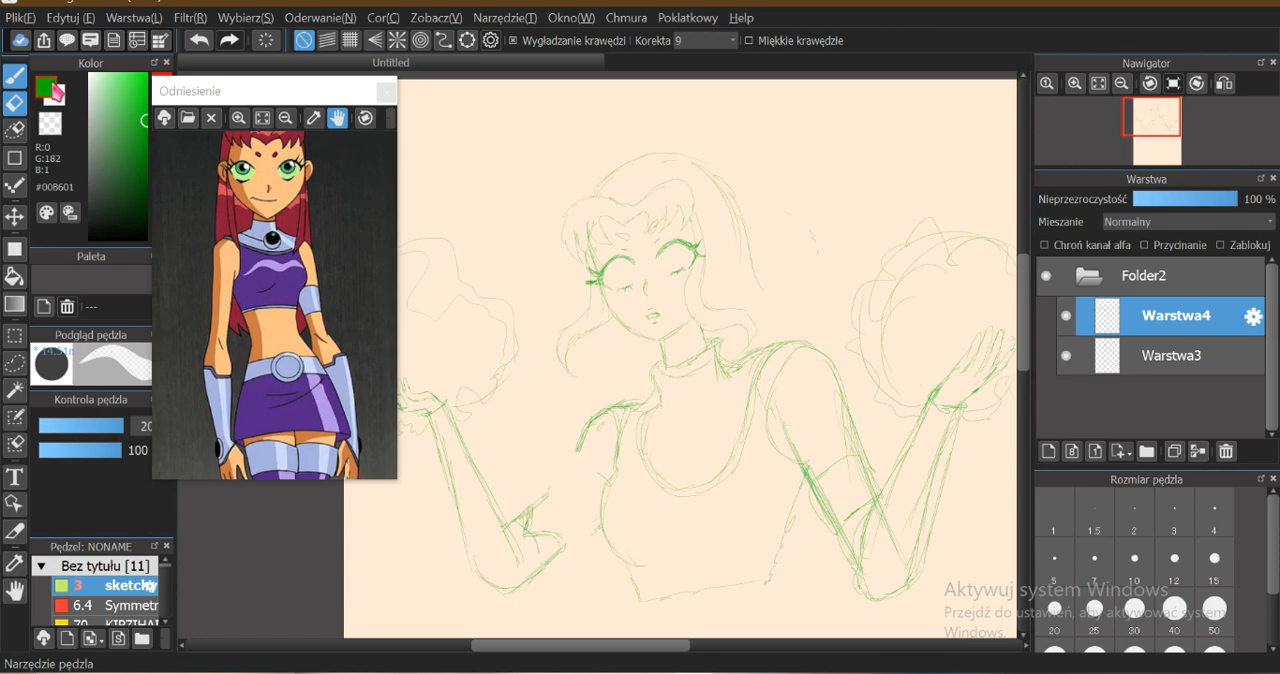 Plik(F) Edytuj (E) Warstwa(L) Filtr(R) Wybierz(S) Oderwanie(N) Cor(C) Zobacz(V) Narzędzie(T) Okno(W) Chmura Poklatkowy Help
Wygładzanie krawędzi Korekta 9 Miękkie krawędzie
Kolor
Untitled
Nawigator
Odniesienie
R:0
G:182
B:1
#00B601
Warstwa
Nieprzezroczystość 100 %
Mieszanie Normalny
Chroń kanał alfa Przycinanie Zablokuj
Paleta
---
Folder2
Warstwa4
Warstwa3
Podgląd pędzla
Kontrola pędzla
20
100
Rozmiar pędzla
1 1.5 2 3 4
5 7 10 12 15
20 25 30 40 50
Pędzel: NONAME
Bez tytułu [11]
3 sketchy
6.4 Symmetr
Aktywuj system Windows
Przejdź do ustawień, aby aktywować system
Windows.
Narzędzie pędzla